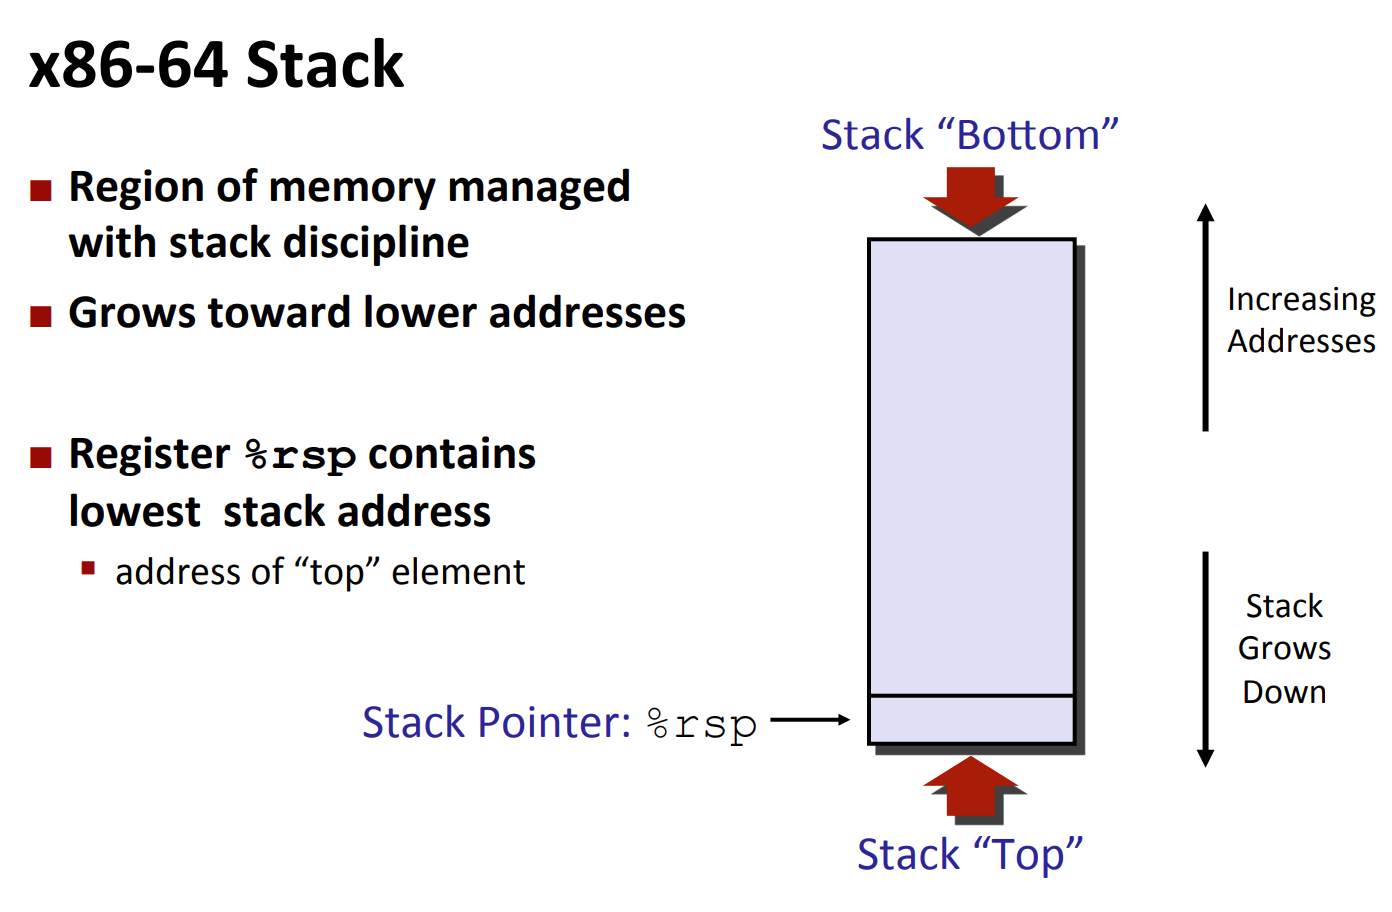 x86-64 Stack
Region of memory managed
with stack discipline
Grows toward lower addresses
Register %rsp contains
lowest stack address
address of “top” element
Stack Pointer: %rsp
Stack “Bottom”
Increasing
Addresses
Stack
Grows
Down
Stack “Top”